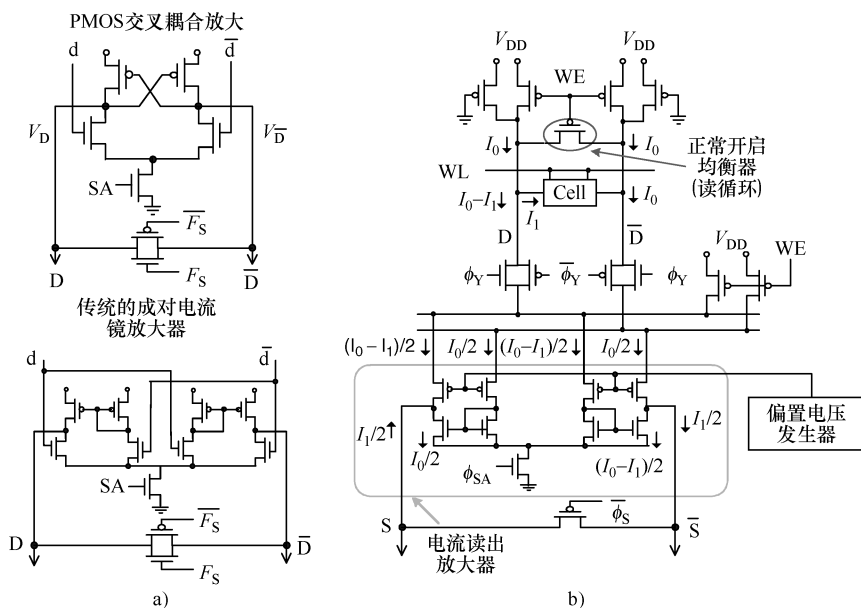 PMOS交叉耦合放大
d
d̅
V_D
V_D̅
SA
F̅_S
F_S
D
D̅
传统的成对电流
镜放大器
d
d̅
SA
F̅_S
F_S
D
D̅
a)
V_DD
V_DD
WE
I_0
I_0
正常开启
均衡器
(读循环)
WL
Cell
I_0−I_1
I_1
I_0
D
D̅
ϕ_Y
ϕ̅_Y
ϕ_Y
V_DD
WE
(I_0 − I_1)/2
I_0/2
(I_0−I_1)/2
I_0/2
I_1/2
I_0/2
ϕ_SA
(I_0−I_1)/2
I_1/2
偏置电压
发生器
S
ϕ̅_S
S̅
电流读出
放大器
b)